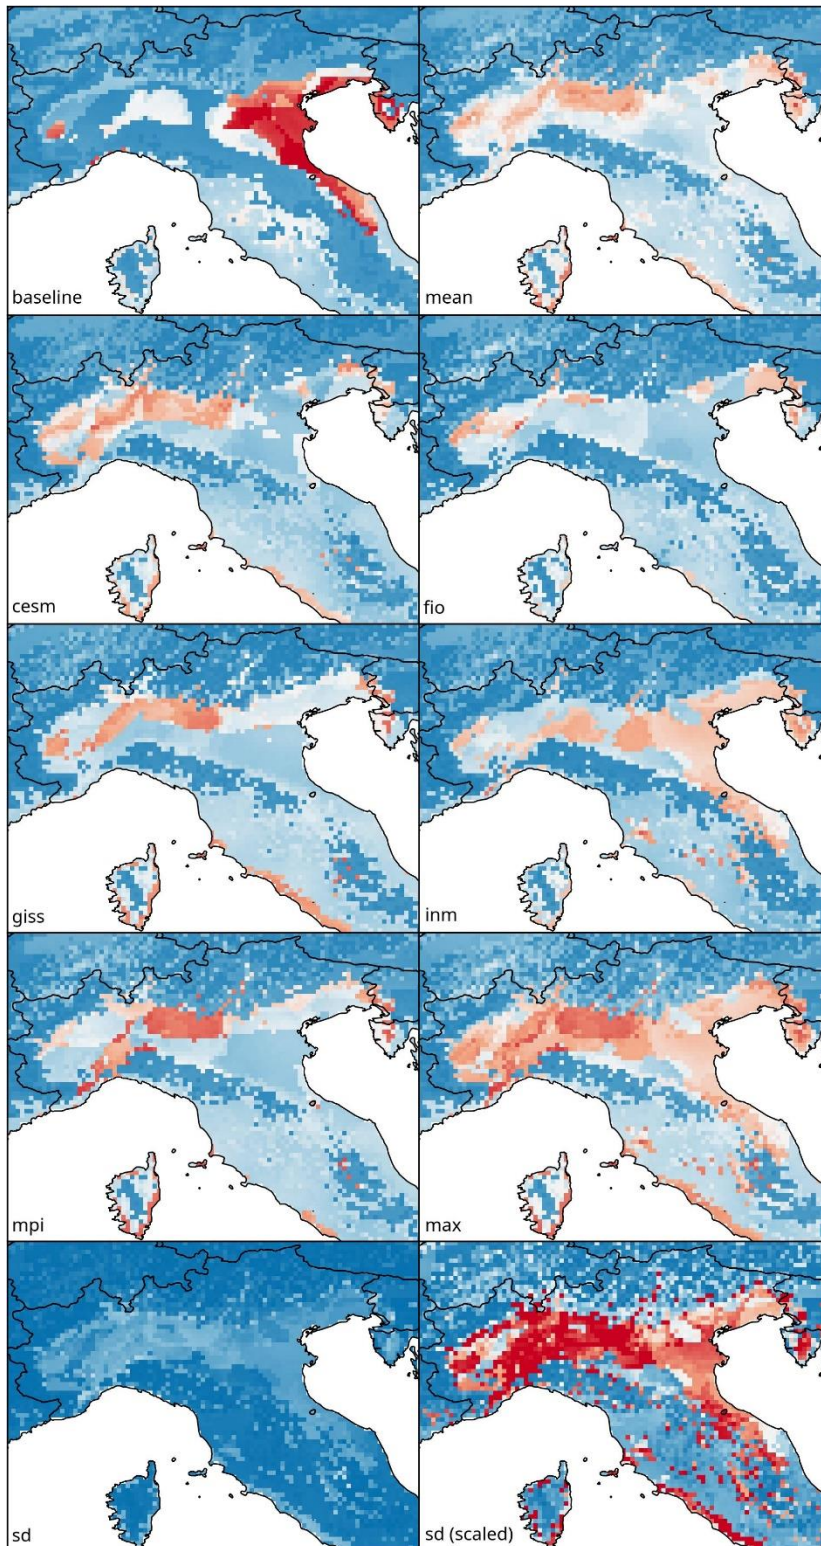 baseline
mean
cesm
fio
giss
inm
mpi
max
sd
sd (scaled)